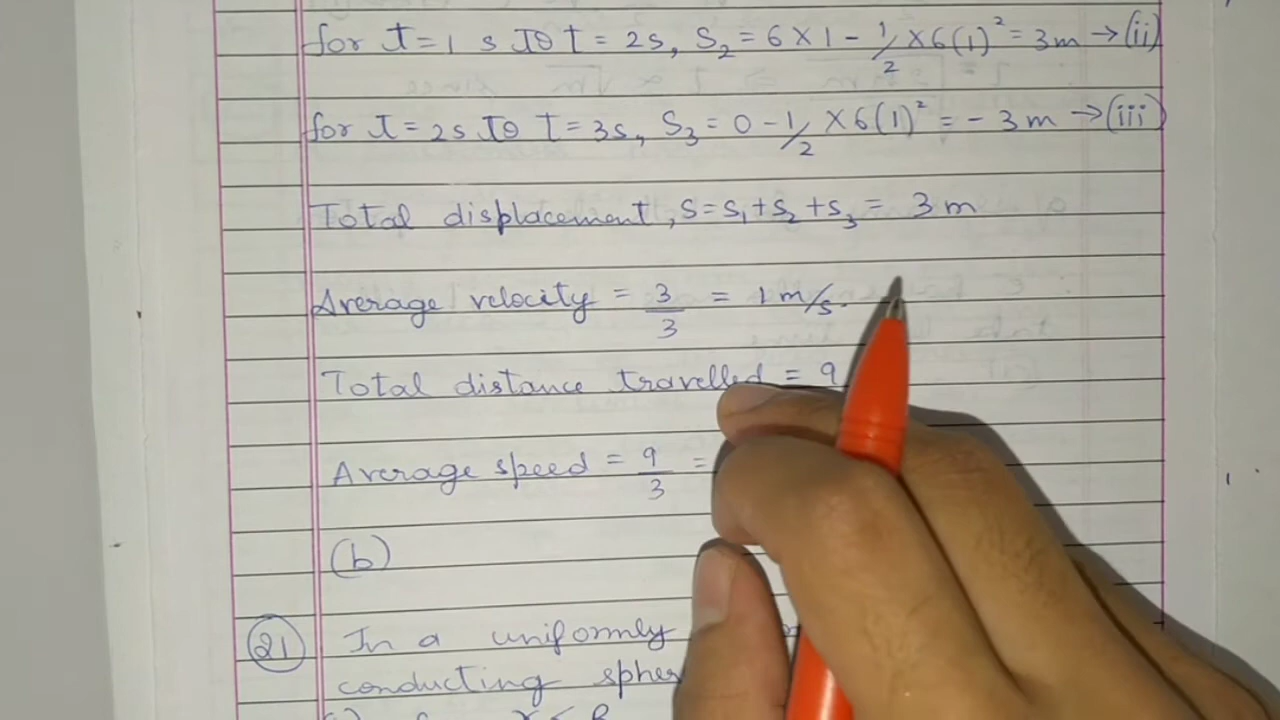 for t=1 s to t = 2s, S₂ = 6 × 1 - 1/2 × 6(1)² = 3m → (ii)
for t = 2s to t = 3s, S₃ = 0 - 1/2 × 6(1)² = - 3m → (iii)
Total displacement, S = S₁ + S₂ + S₃ = 3 m
Average velocity = 3/3 = 1 m/s.
Total distance travelled = 9
Average speed = 9/3 =
(b)
(21) In a uniformly
conducting spher